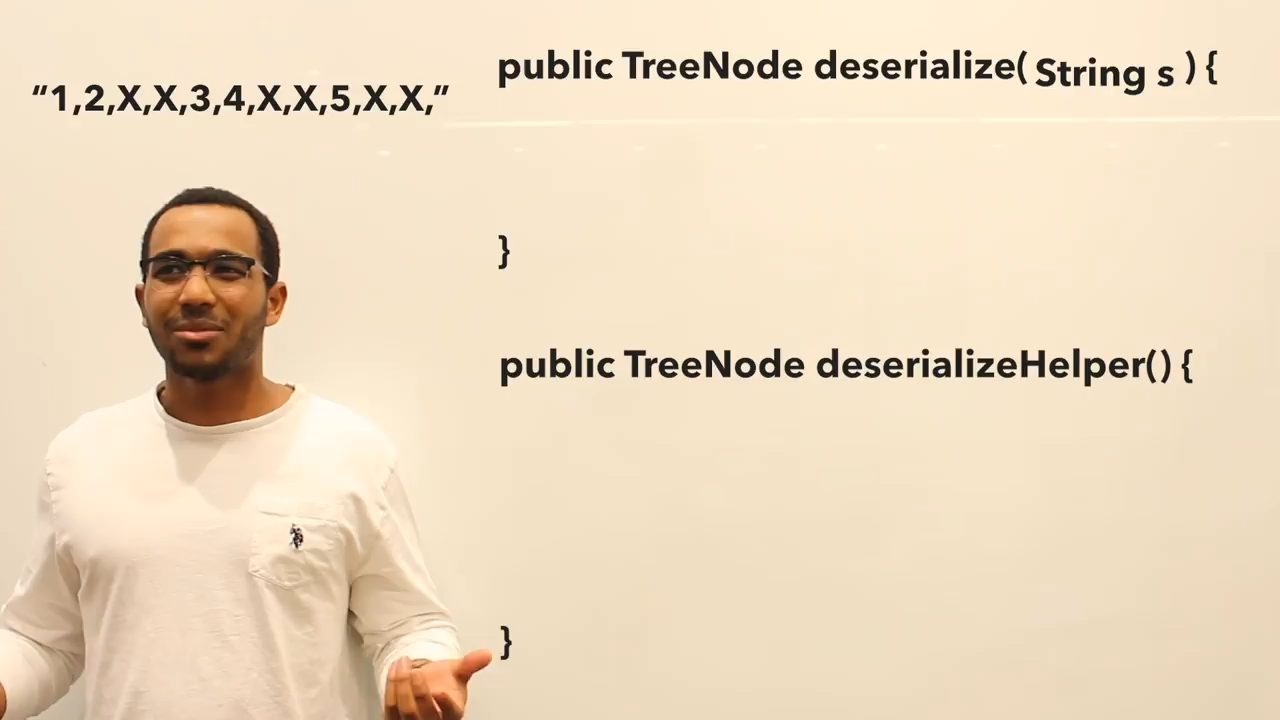 “1,2,X,X,3,4,X,X,5,X,X,”
public TreeNode deserialize( String s ) {
}
public TreeNode deserializeHelper() {
}